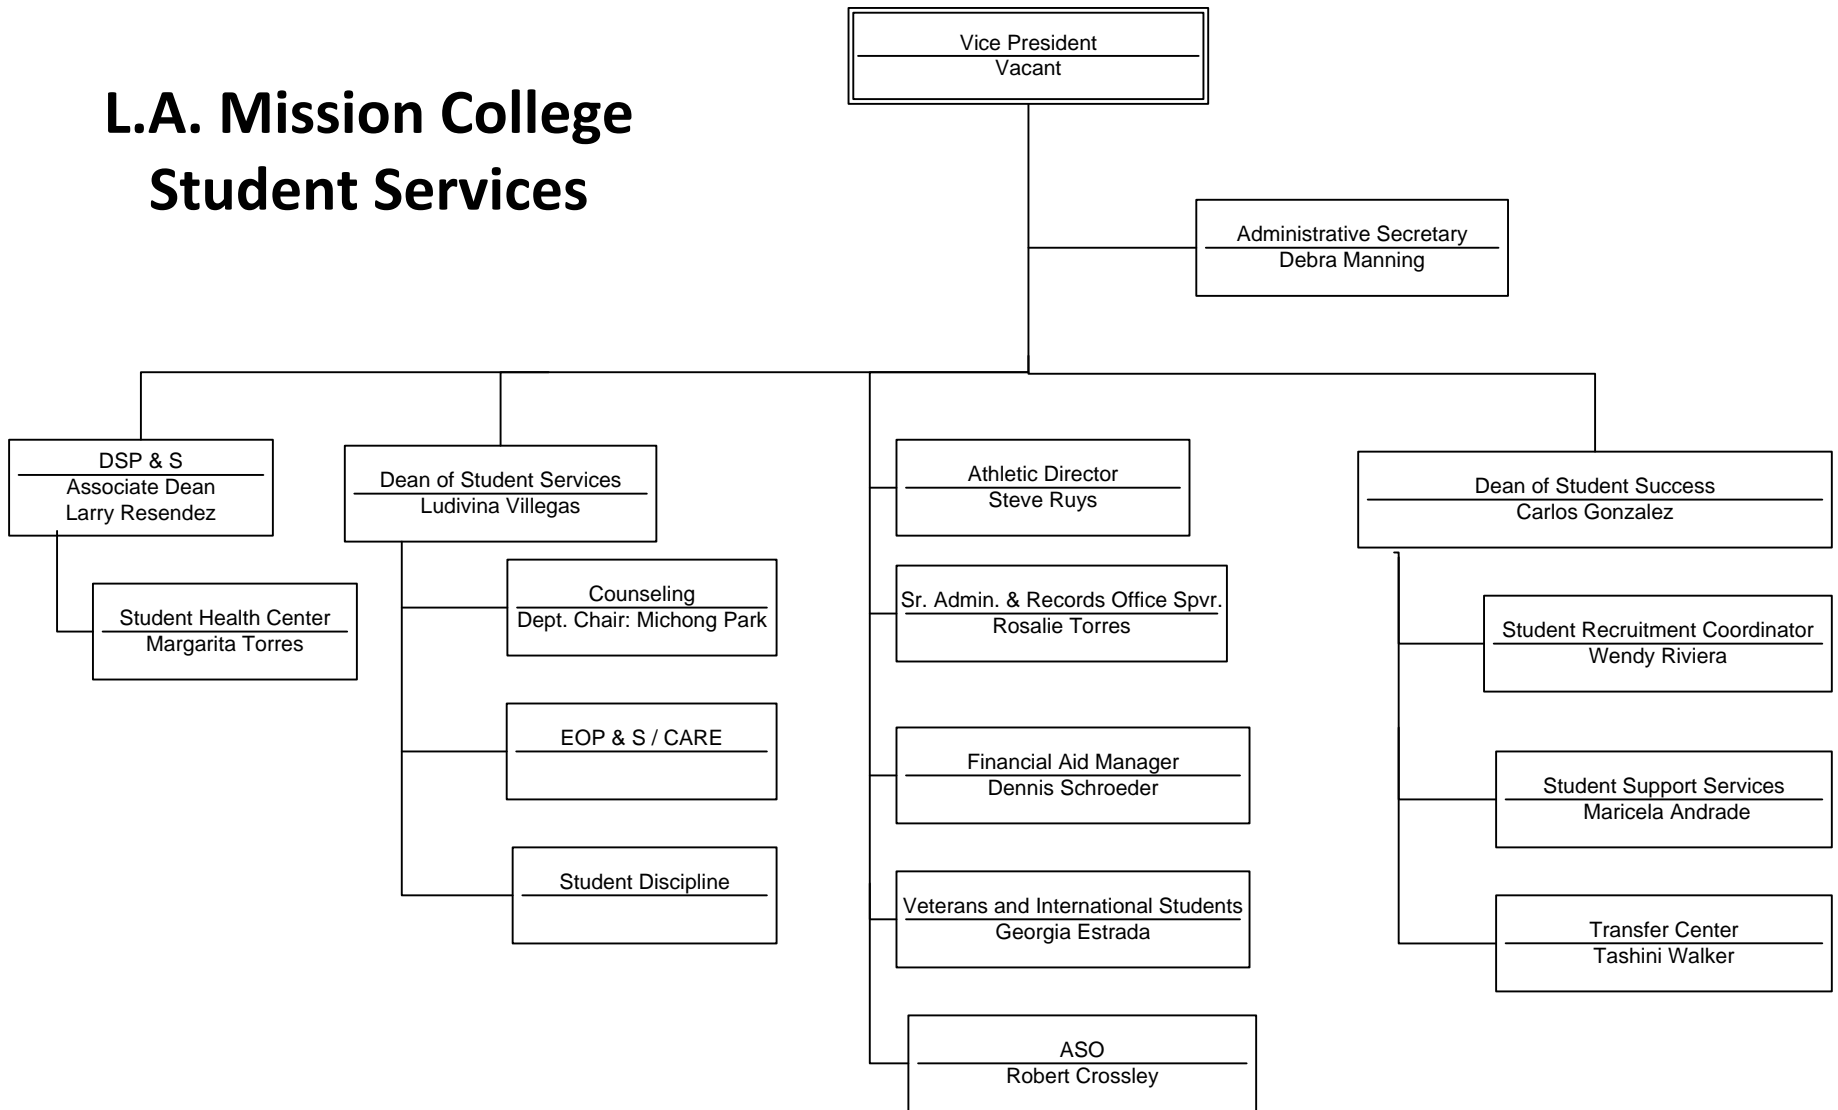 L.A. Mission College
Student Services
Vice President
Vacant
Administrative Secretary
Debra Manning
DSP & S
Associate Dean
Larry Resendez
Student Health Center
Margarita Torres
Dean of Student Services
Ludivina Villegas
Counseling
Dept. Chair: Michong Park
EOP & S / CARE
Student Discipline
Athletic Director
Steve Ruys
Sr. Admin. & Records Office Spvr.
Rosalie Torres
Financial Aid Manager
Dennis Schroeder
Veterans and International Students
Georgia Estrada
ASO
Robert Crossley
Dean of Student Success
Carlos Gonzalez
Student Recruitment Coordinator
Wendy Riviera
Student Support Services
Maricela Andrade
Transfer Center
Tashini Walker